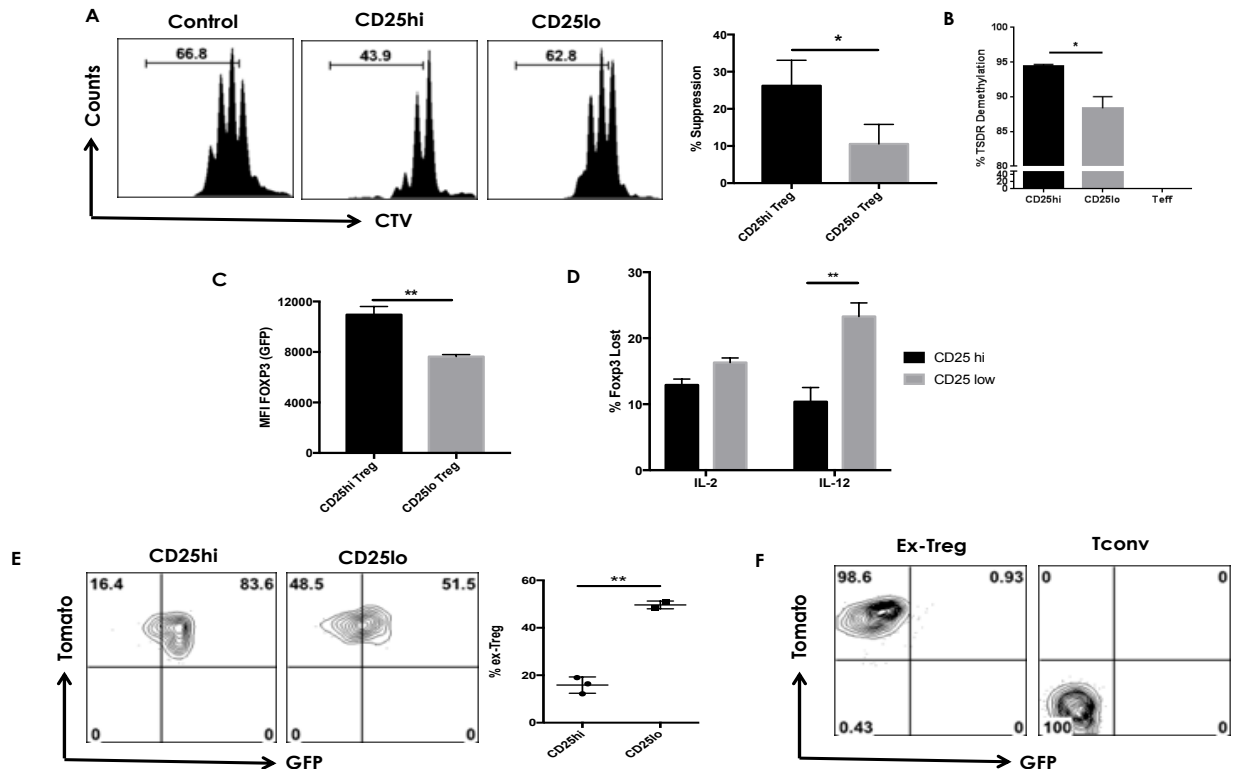 A
Control
CD25hi
CD25lo
66.8
43.9
62.8
Counts
CTV
% Suppression
40
30
20
10
0
*
CD25hi Treg
CD25lo Treg
B
% TSDR Demethylation
100
95
90
85
80
40
20
0
*
CD25hi
CD25lo
Teff
C
MFI FOXP3 (GFP)
12000
8000
4000
0
**
CD25hi Treg
CD25lo Treg
D
% Foxp3 Lost
30
20
10
0
**
IL-2
IL-12
CD25 hi
CD25 low
E
CD25hi
CD25lo
16.4
83.6
0
0
48.5
51.5
0
0
Tomato
GFP
% ex-Treg
60
40
20
0
**
CD25hi
CD25lo
F
Ex-Treg
Tconv
98.6
0.93
0.43
0
0
0
100
0
Tomato
GFP